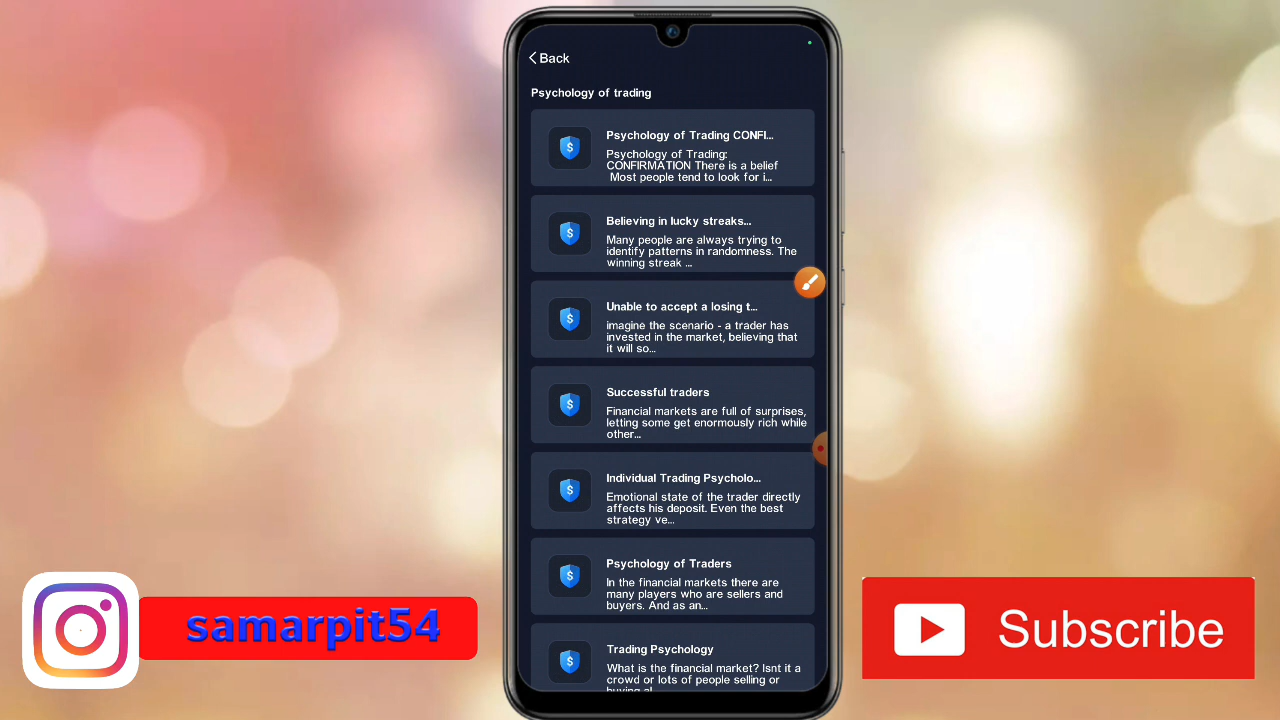 Back
Psychology of trading
Psychology of Trading CONFI...
Psychology of Trading:
CONFIRMATION There is a belief
Most people tend to look for i...
Believing in lucky streaks...
Many people are always trying to
identify patterns in randomness. The
winning streak ...
Unable to accept a losing t...
imagine the scenario - a trader has
invested in the market, believing that
it will so...
Successful traders
Financial markets are full of surprises,
letting some get enormously rich while
other...
Individual Trading Psycholo...
Emotional state of the trader directly
affects his deposit. Even the best
strategy ve...
Psychology of Traders
In the financial markets there are
many players who are sellers and
buyers. And as an...
Trading Psychology
What is the financial market? Isnt it a
crowd or lots of people selling or
buying al
samarpit54
Subscribe